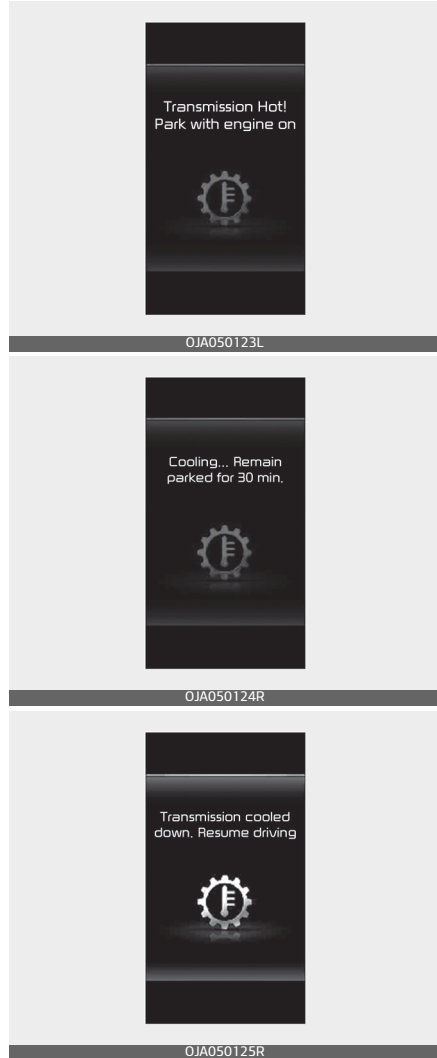 Transmission Hot!
Park with engine on
OJA050123L
Cooling... Remain
parked for 30 min.
OJA050124R
Transmission cooled
down. Resume driving
OJA050125R